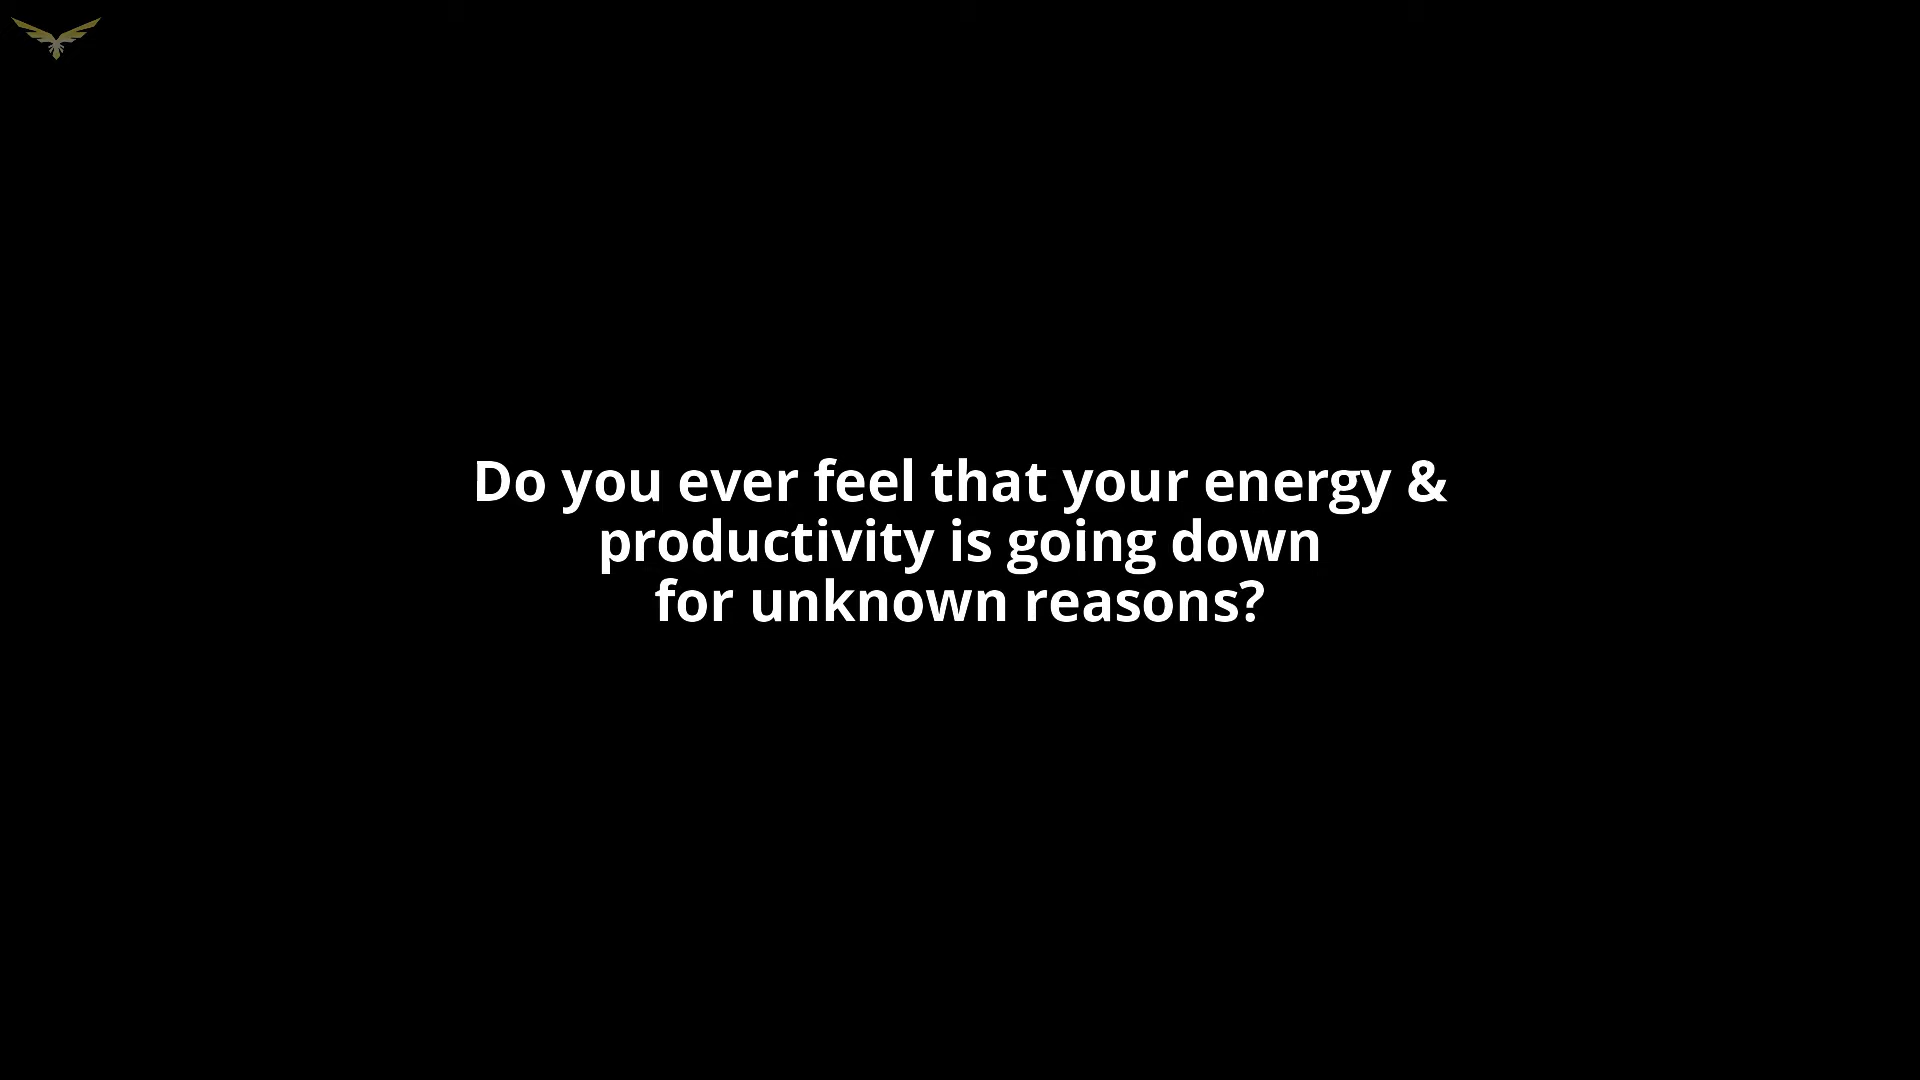 Do you ever feel that your energy &
productivity is going down
for unknown reasons?